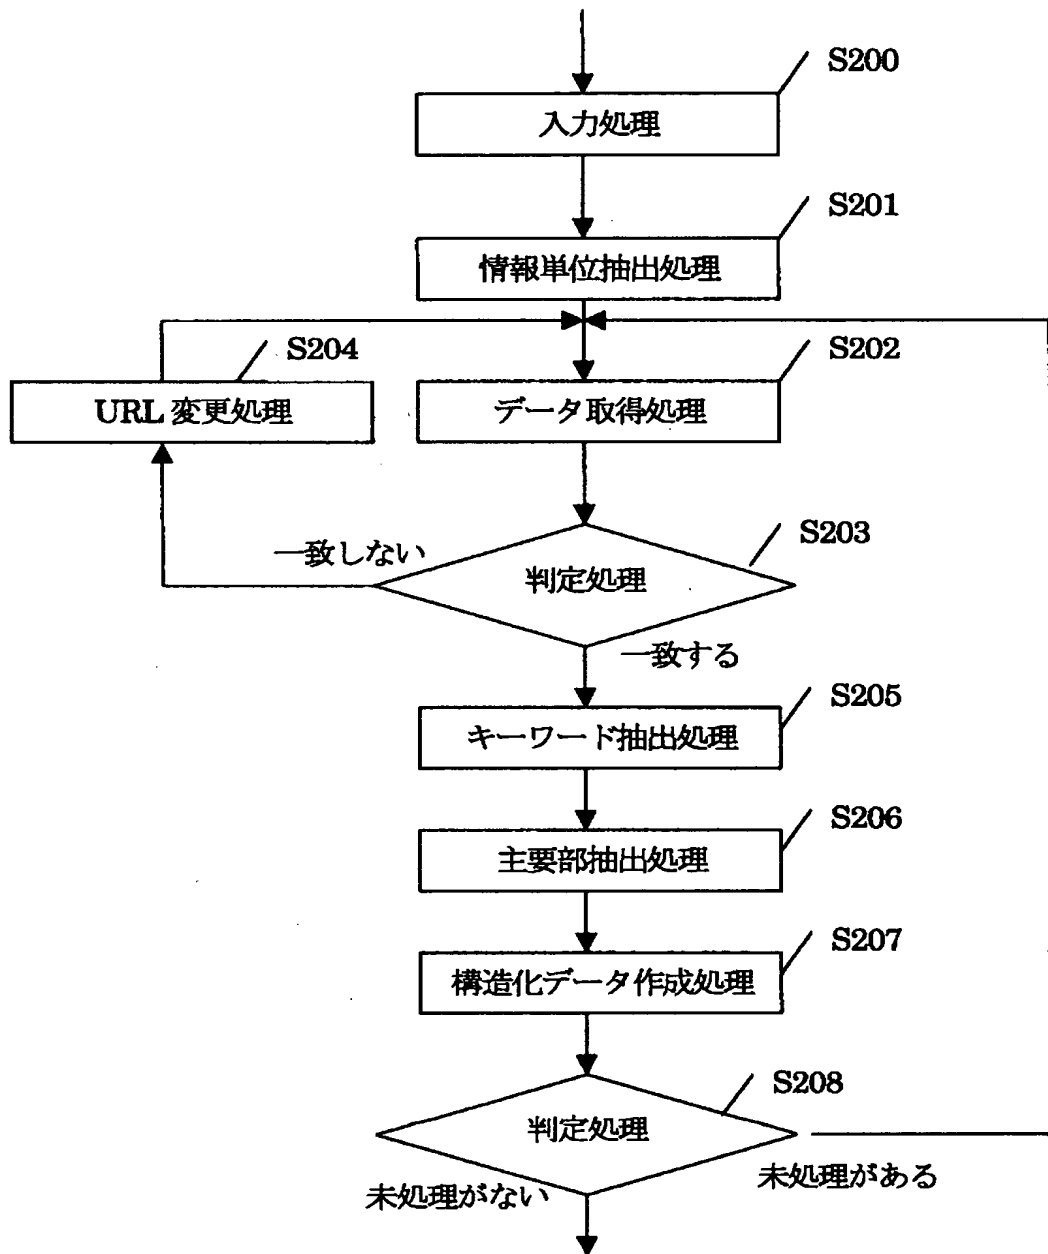 S200
入力処理
S201
情報単位抽出処理
S204
S202
URL 変更処理
データ取得処理
S203
一致しない
判定処理
一致する
S205
キーワード抽出処理
S206
主要部抽出処理
S207
構造化データ作成処理
S208
判定処理
未処理がある
未処理がない